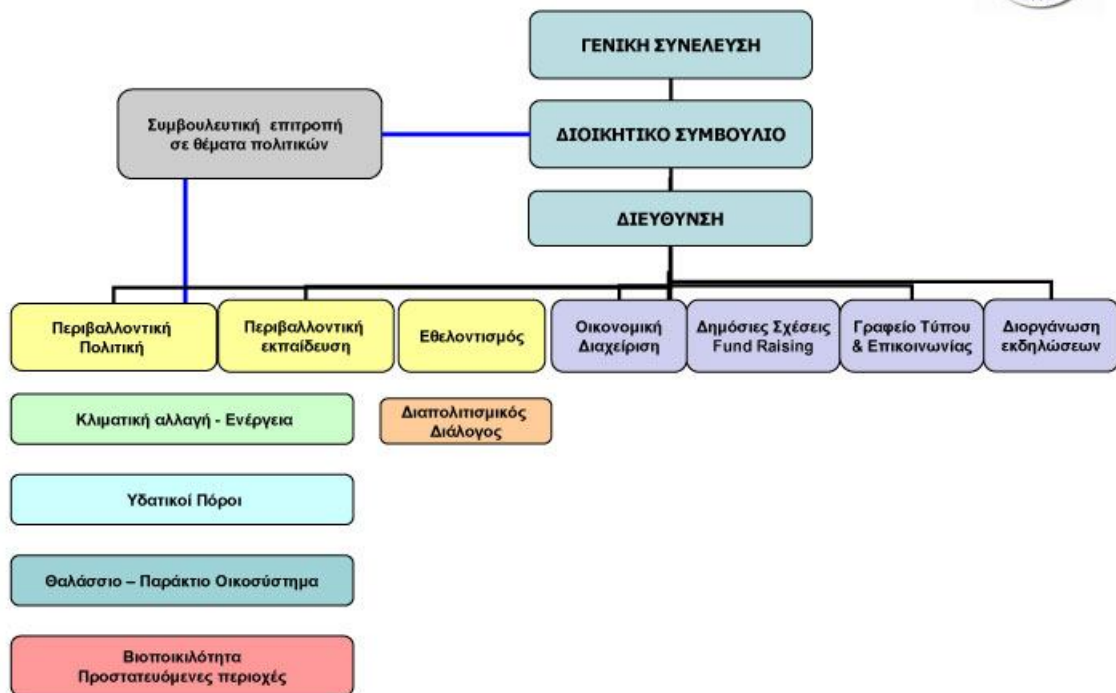 ΓΕΝΙΚΗ ΣΥΝΕΛΕΥΣΗ
Συμβουλευτική επιτροπή
σε θέματα πολιτικών
ΔΙΟΙΚΗΤΙΚΟ ΣΥΜΒΟΥΛΙΟ
ΔΙΕΥΘΥΝΣΗ
Περιβαλλοντική
Πολιτική
Περιβαλλοντική
εκπαίδευση
Εθελοντισμός
Οικονομική
Διαχείριση
Δημόσιες Σχέσεις
Fund Raising
Γραφείο Τύπου
& Επικοινωνίας
Διοργάνωση
εκδηλώσεων
Κλιματική αλλαγή - Ενέργεια
Διαπολιτισμικός
Διάλογος
Υδατικοί Πόροι
Θαλάσσιο – Παράκτιο Οικοσύστημα
Βιοποικιλότητα
Προστατευόμενες περιοχές